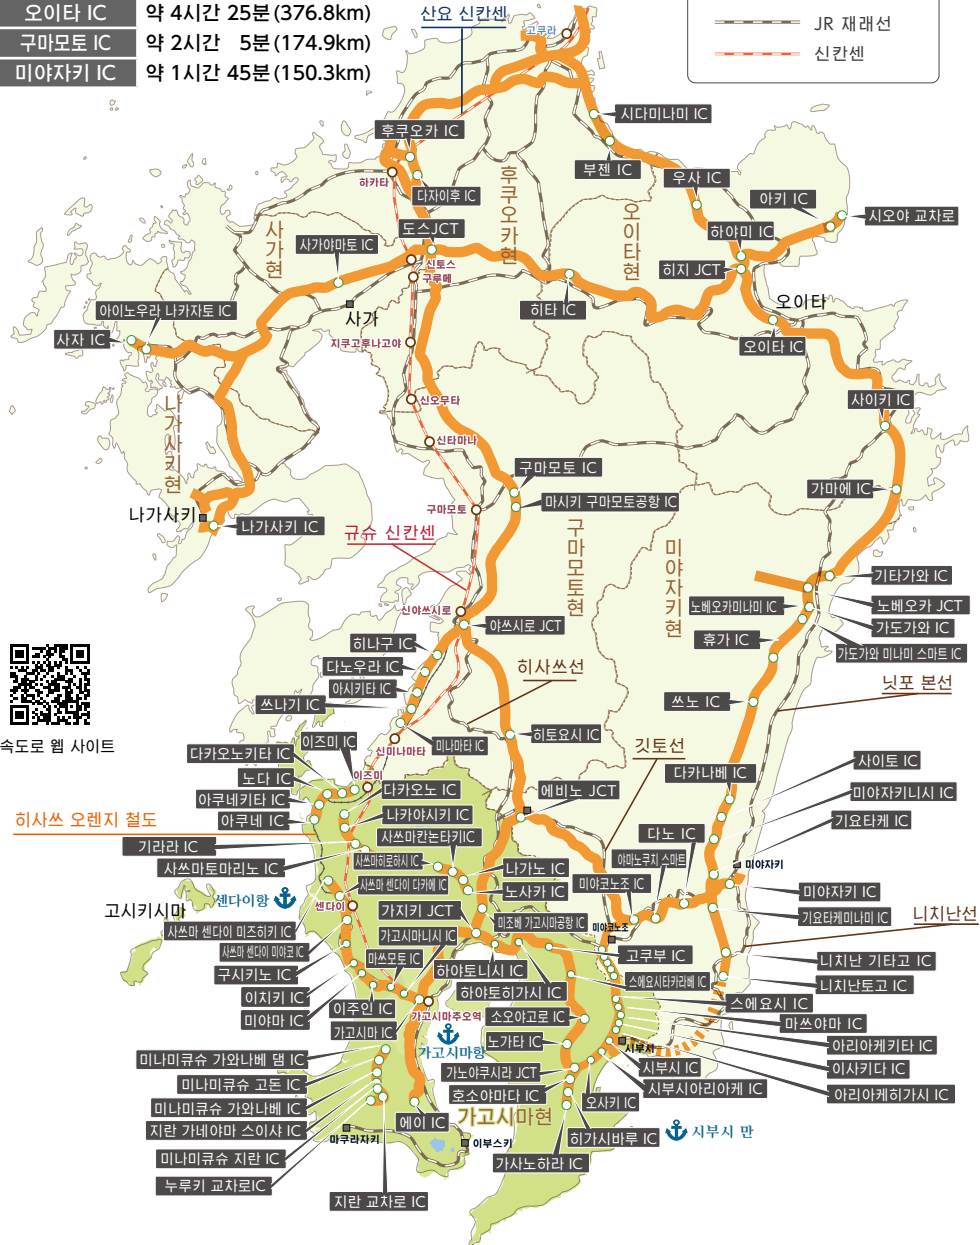 오이타 IC 약 4시간 25분(376.8km)
구마모토 IC 약 2시간 5분(174.9km)
미야자키 IC 약 1시간 45분(150.3km)
산요 신칸센
고쿠라
JR 재래선
신칸센
시다미나미 IC
후쿠오카 IC
부젠 IC
우사 IC
하카타
다자이후 IC
아키 IC
시오야 교차로
후쿠오카현
오이타현
사가현
사가야마토 IC
도스JCT
하야미 IC
신토스
구루메
히지 JCT
아이노우라 나카자토 IC
사가
히타 IC
오이타
사자 IC
지쿠고후나고야
오이타 IC
나가사키현
신오무타
사이키 IC
신타마나
구마모토 IC
가마에 IC
마시키 구마모토공항 IC
나가사키
나가사키 IC
구마모토
규슈 신칸센
구마모토현
미야자키현
기타가와 IC
신야쓰시로
노베오카미나미 IC
노베오카 JCT
야쓰시로 JCT
가도가와 IC
휴가 IC
히나구 IC
가도가와 미나미 스마트 IC
다노우라 IC
히사쓰선
아시키타 IC
닛포 본선
쓰나기 IC
쓰노 IC
속도로 웹 사이트
히토요시 IC
이즈미 IC
미나마타 IC
신미나마타
깃토선
다카오노키타 IC
사이토 IC
노다 IC
이즈미
다카나베 IC
다카오노 IC
에비노 JCT
미야자키니시 IC
아쿠네키타 IC
나카야시키 IC
히사쓰 오렌지 철도
아쿠네 IC
기요타케 IC
사쓰마칸논타키IC
다노 IC
기라라 IC
사쓰마히로하시 IC
야마노쿠치 스마트
미야자키
사쓰마토마리노 IC
나가노 IC
사쓰마 센다이 다카에 IC
노사카 IC
미야코노조 IC
미야자키 IC
센다이항
센다이
고시키시마
가지키 JCT
미조베 가고시마공항 IC
미야코노조
기요타케미나미 IC
니치난선
사쓰마 센다이 미즈히키 IC
가고시마니시 IC
사쓰마 센다이 미야코 IC
고쿠부 IC
마쓰모토 IC
니치난 기타고 IC
구시키노 IC
하야토니시 IC
스에요시타카라베 IC
니치난토고 IC
이치키 IC
하야토히가시 IC
스에요시 IC
이주인 IC
미야마 IC
가고시마추오역
소오야고로 IC
마쓰야마 IC
가고시마 IC
노가타 IC
아리아케키타 IC
시부시
가고시마항
미나미큐슈 가와나베 댐 IC
시부시 IC
이사키다 IC
가노야쿠시라 JCT
미나미큐슈 고돈 IC
시부시아리아케 IC
아리아케히가시 IC
호소야마다 IC
오사키 IC
미나미큐슈 가와나베 IC
가고시마현
지란 가네야마 스이샤 IC
에이 IC
시부시 만
마쿠라자키
히가시바루 IC
이부스키
미나미큐슈 지란 IC
가사노하라 IC
누루키 교차로IC
지란 교차로 IC